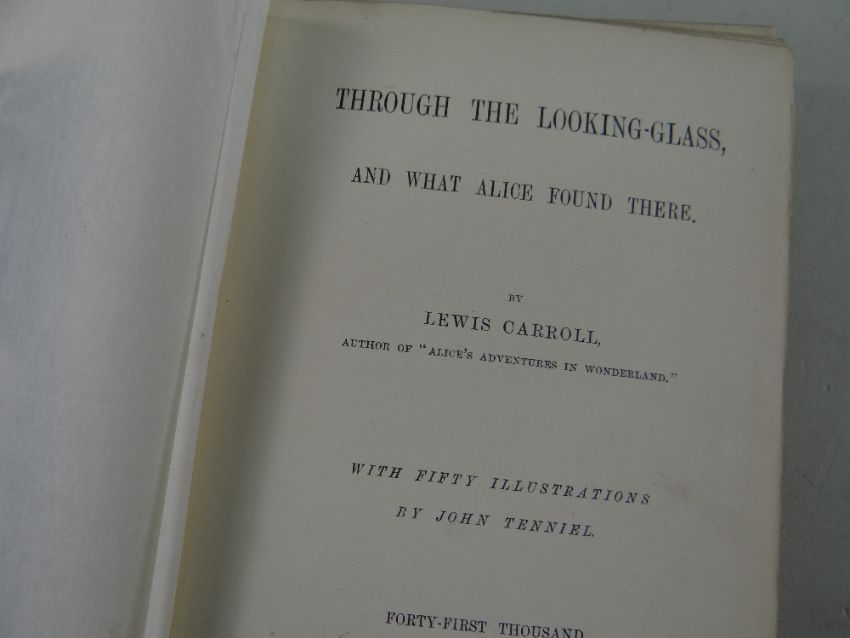 THROUGH THE LOOKING-GLASS,
AND WHAT ALICE FOUND THERE.
BY
LEWIS CARROLL,
AUTHOR OF "ALICE'S ADVENTURES IN WONDERLAND."
WITH FIFTY ILLUSTRATIONS
BY JOHN TENNIEL.
FORTY-FIRST THOUSAND